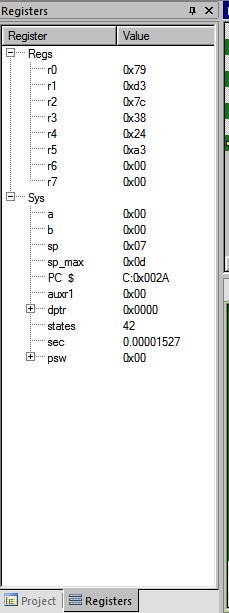 Registers
Register Value
Regs
r0 0x79
r1 0xd3
r2 0x7c
r3 0x38
r4 0x24
r5 0xa3
r6 0x00
r7 0x00
Sys
a 0x00
b 0x00
sp 0x07
sp_max 0x0d
PC $ C:0x002A
auxr1 0x00
dptr 0x0000
states 42
sec 0.00001527
psw 0x00
Project Registers